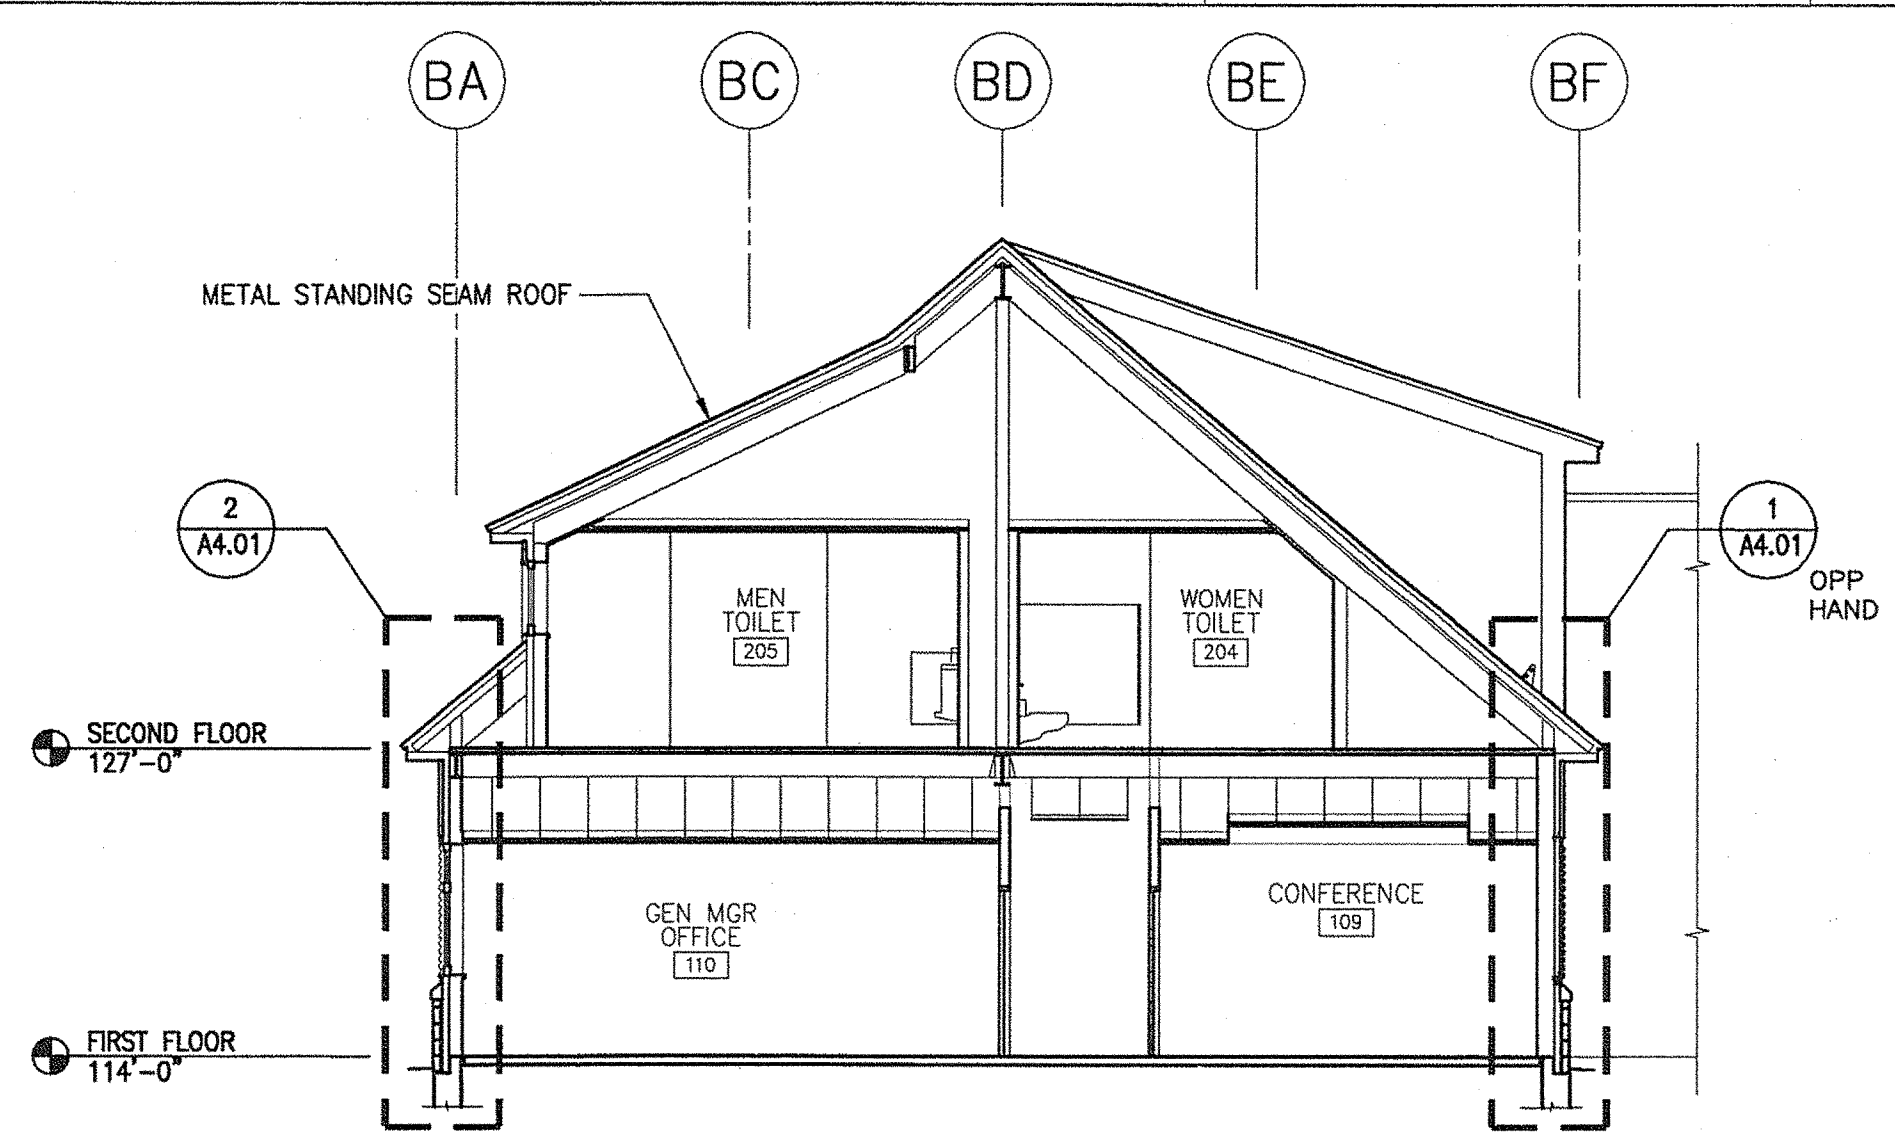 BA
BC
BD
BE
BF
METAL STANDING SEAM ROOF
2
A4.01
1
A4.01
OPP
HAND
MEN
TOILET
205
WOMEN
TOILET
204
SECOND FLOOR
127'-0"
GEN MGR
OFFICE
110
CONFERENCE
109
FIRST FLOOR
114'-0"